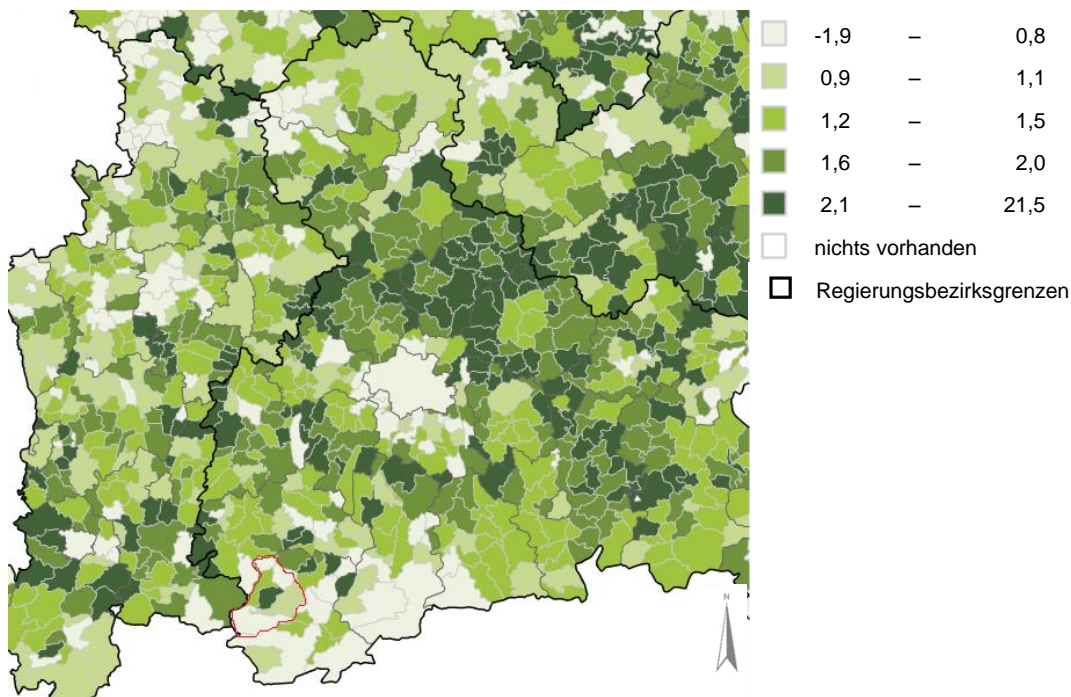 -1,9 – 0,8
0,9 – 1,1
1,2 – 1,5
1,6 – 2,0
2,1 – 21,5
nichts vorhanden
Regierungsbezirksgrenzen
N